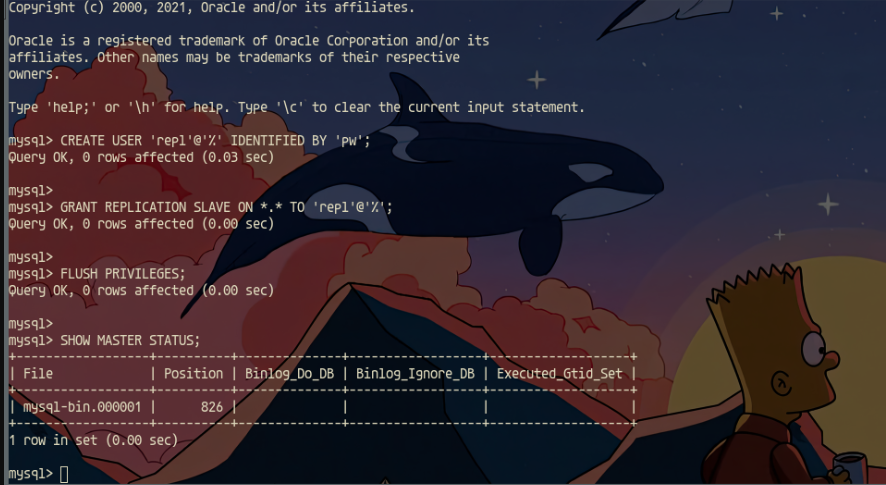 Copyright (c) 2000, 2021, Oracle and/or its affiliates.
Oracle is a registered trademark of Oracle Corporation and/or its
affiliates. Other names may be trademarks of their respective
owners.
Type 'help;' or '\h' for help. Type '\c' to clear the current input statement.
mysql> CREATE USER 'repl'@'%' IDENTIFIED BY 'pw';
Query OK, 0 rows affected (0.03 sec)
mysql>
mysql> GRANT REPLICATION SLAVE ON *.* TO 'repl'@'%';
Query OK, 0 rows affected (0.00 sec)
mysql>
mysql> FLUSH PRIVILEGES;
Query OK, 0 rows affected (0.00 sec)
mysql>
mysql> SHOW MASTER STATUS;
+------------------+----------+--------------+------------------+-------------------+
| File             | Position | Binlog_Do_DB | Binlog_Ignore_DB | Executed_Gtid_Set |
+------------------+----------+--------------+------------------+-------------------+
| mysql-bin.000001 |      826 |              |                  |                   |
+------------------+----------+--------------+------------------+-------------------+
1 row in set (0.00 sec)
mysql>